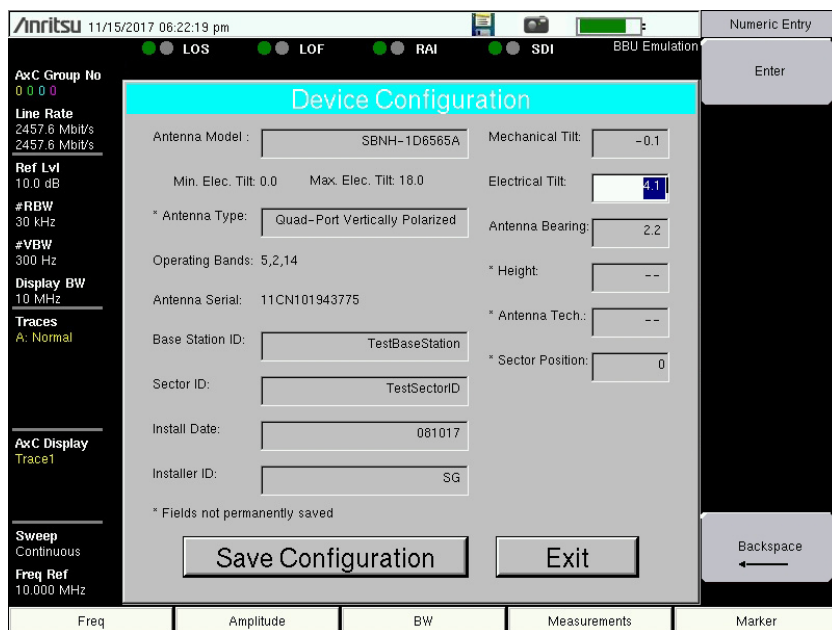 Anritsu 11/15/2017 06:22:19 pm
Numeric Entry
LOS LOF RAI SDI BBU Emulation
Enter
AxC Group No
0 0 0 0
Line Rate
2457.6 Mbit/s
2457.6 Mbit/s
Ref Lvl
10.0 dB
#RBW
30 kHz
#VBW
300 Hz
Display BW
10 MHz
Traces
A: Normal
AxC Display
Trace1
Sweep
Continuous
Freq Ref
10.000 MHz
Device Configuration
Antenna Model : SBNH-1D6565A
Min. Elec. Tilt: 0.0 Max. Elec. Tilt: 18.0
* Antenna Type: Quad-Port Vertically Polarized
Operating Bands: 5,2,14
Antenna Serial: 11CN101943775
Base Station ID: TestBaseStation
Sector ID: TestSectorID
Install Date: 081017
Installer ID: SG
* Fields not permanently saved
Mechanical Tilt: -0.1
Electrical Tilt: 4.1
Antenna Bearing: 2.2
* Height: --
* Antenna Tech.: --
* Sector Position: 0
Save Configuration Exit
Backspace
Freq Amplitude BW Measurements Marker